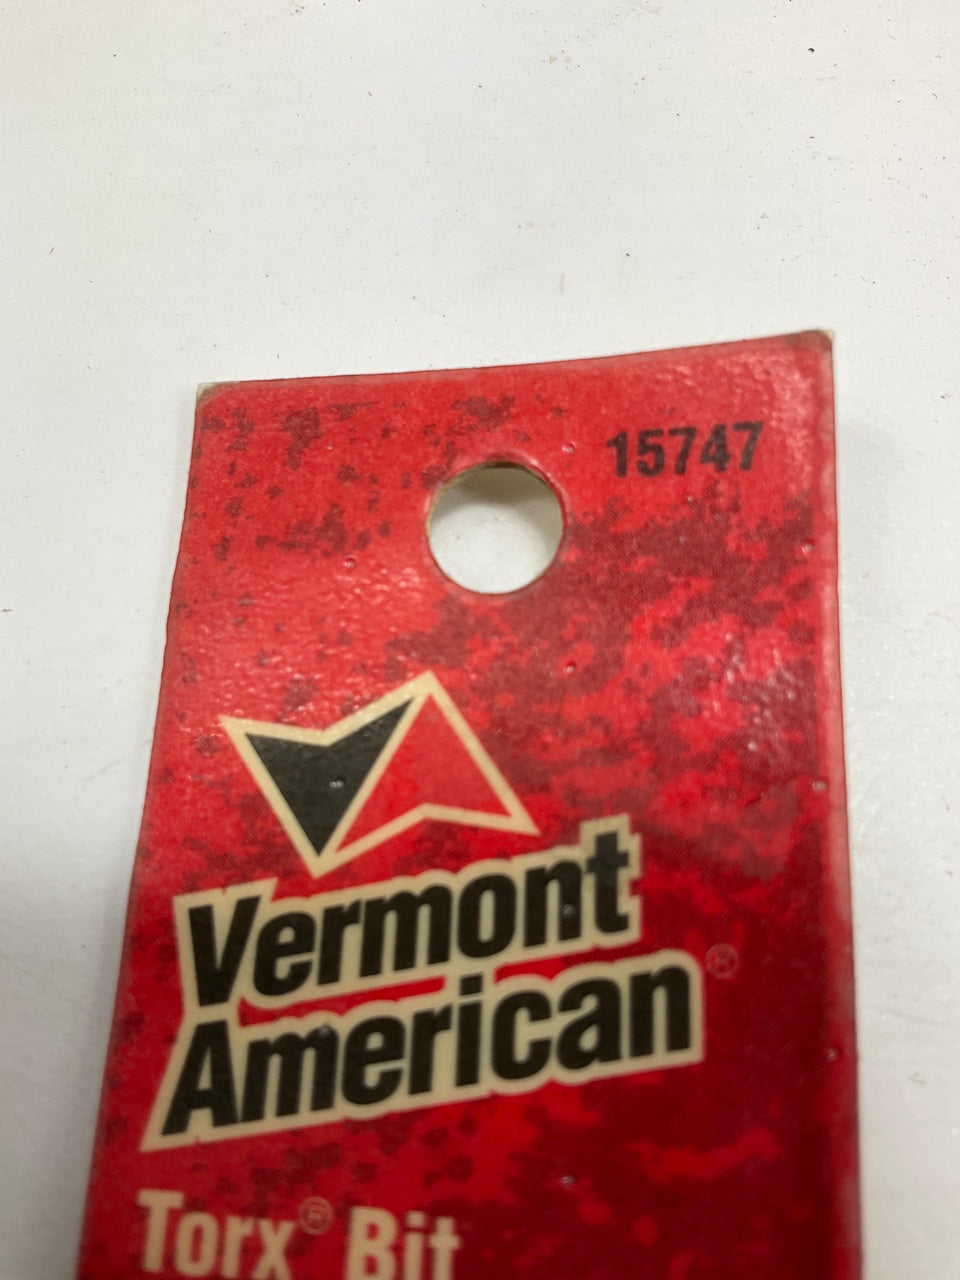 15747
Vermont
American®
Torx® Bit